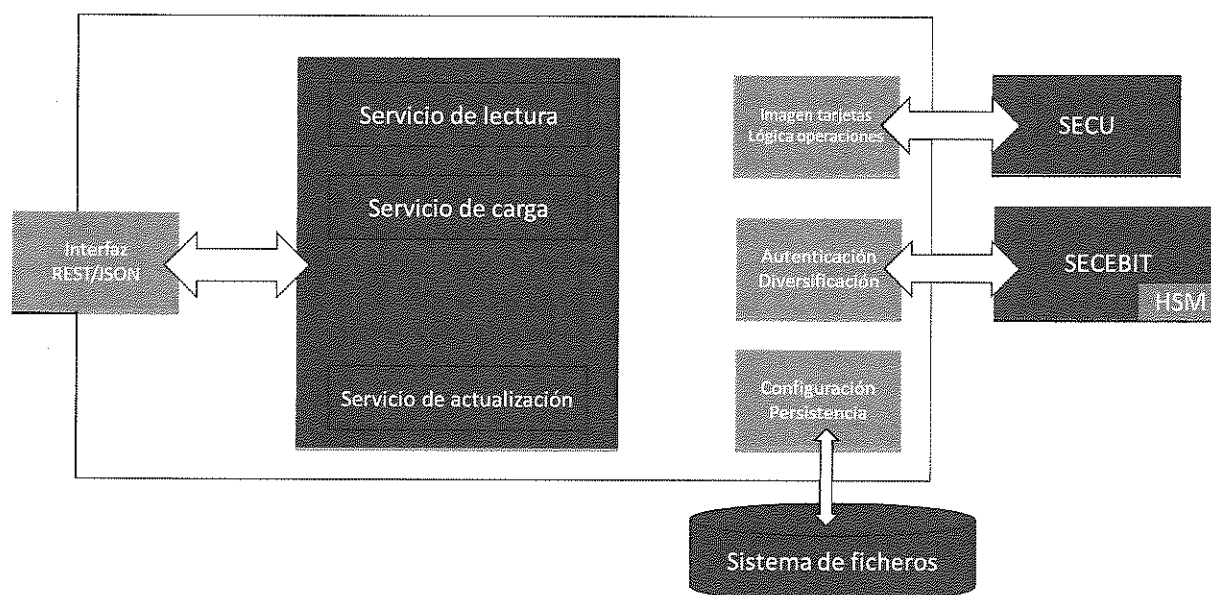 Servicio de lectura
Servicio de carga
Servicio de actualización
Interfaz
REST/JSON
Imagen tarjetas
Lógica operaciones
SECU
Autenticación
Diversificación
SECEBIT
HSM
Configuración
Persistencia
Sistema de ficheros